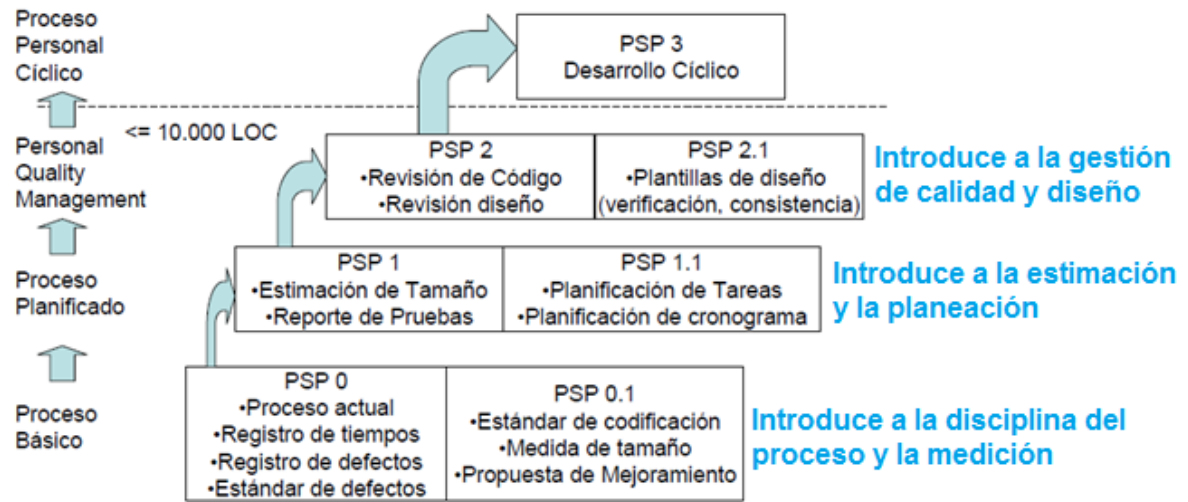 Proceso
Personal
Cíclico
PSP 3
Desarrollo Cíclico
<= 10.000 LOC
Personal
Quality
Management
PSP 2
•Revisión de Código
•Revisión diseño
PSP 2.1
•Plantillas de diseño
(verificación, consistencia)
Introduce a la gestión
de calidad y diseño
Proceso
Planificado
PSP 1
•Estimación de Tamaño
•Reporte de Pruebas
PSP 1.1
•Planificación de Tareas
•Planificación de cronograma
Introduce a la estimación
y la planeación
Proceso
Básico
PSP 0
•Proceso actual
•Registro de tiempos
•Registro de defectos
•Estándar de defectos
PSP 0.1
•Estándar de codificación
•Medida de tamaño
•Propuesta de Mejoramiento
Introduce a la disciplina del
proceso y la medición